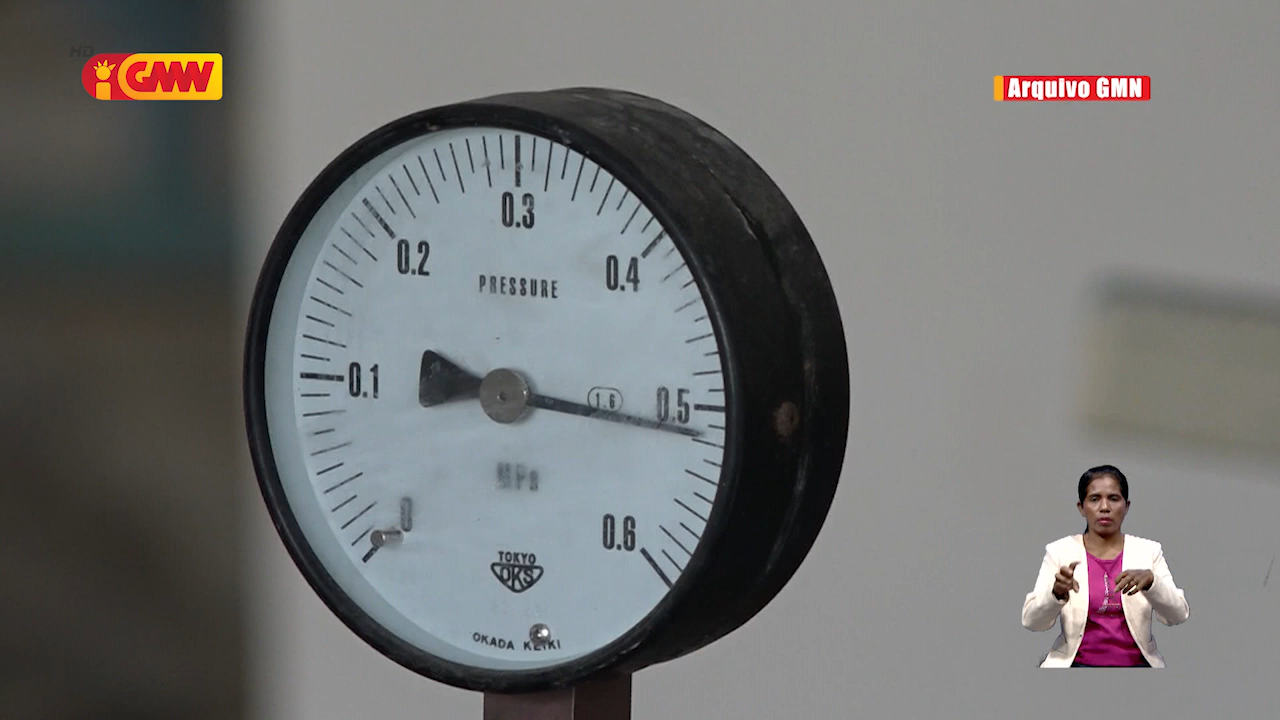 HD
GMN
Arquivo GMN
0.3
0.2
0.4
PRESSURE
0.1
1.6
0.5
MPa
0
0.6
TOKYO
OKS
OKADA KEIKI